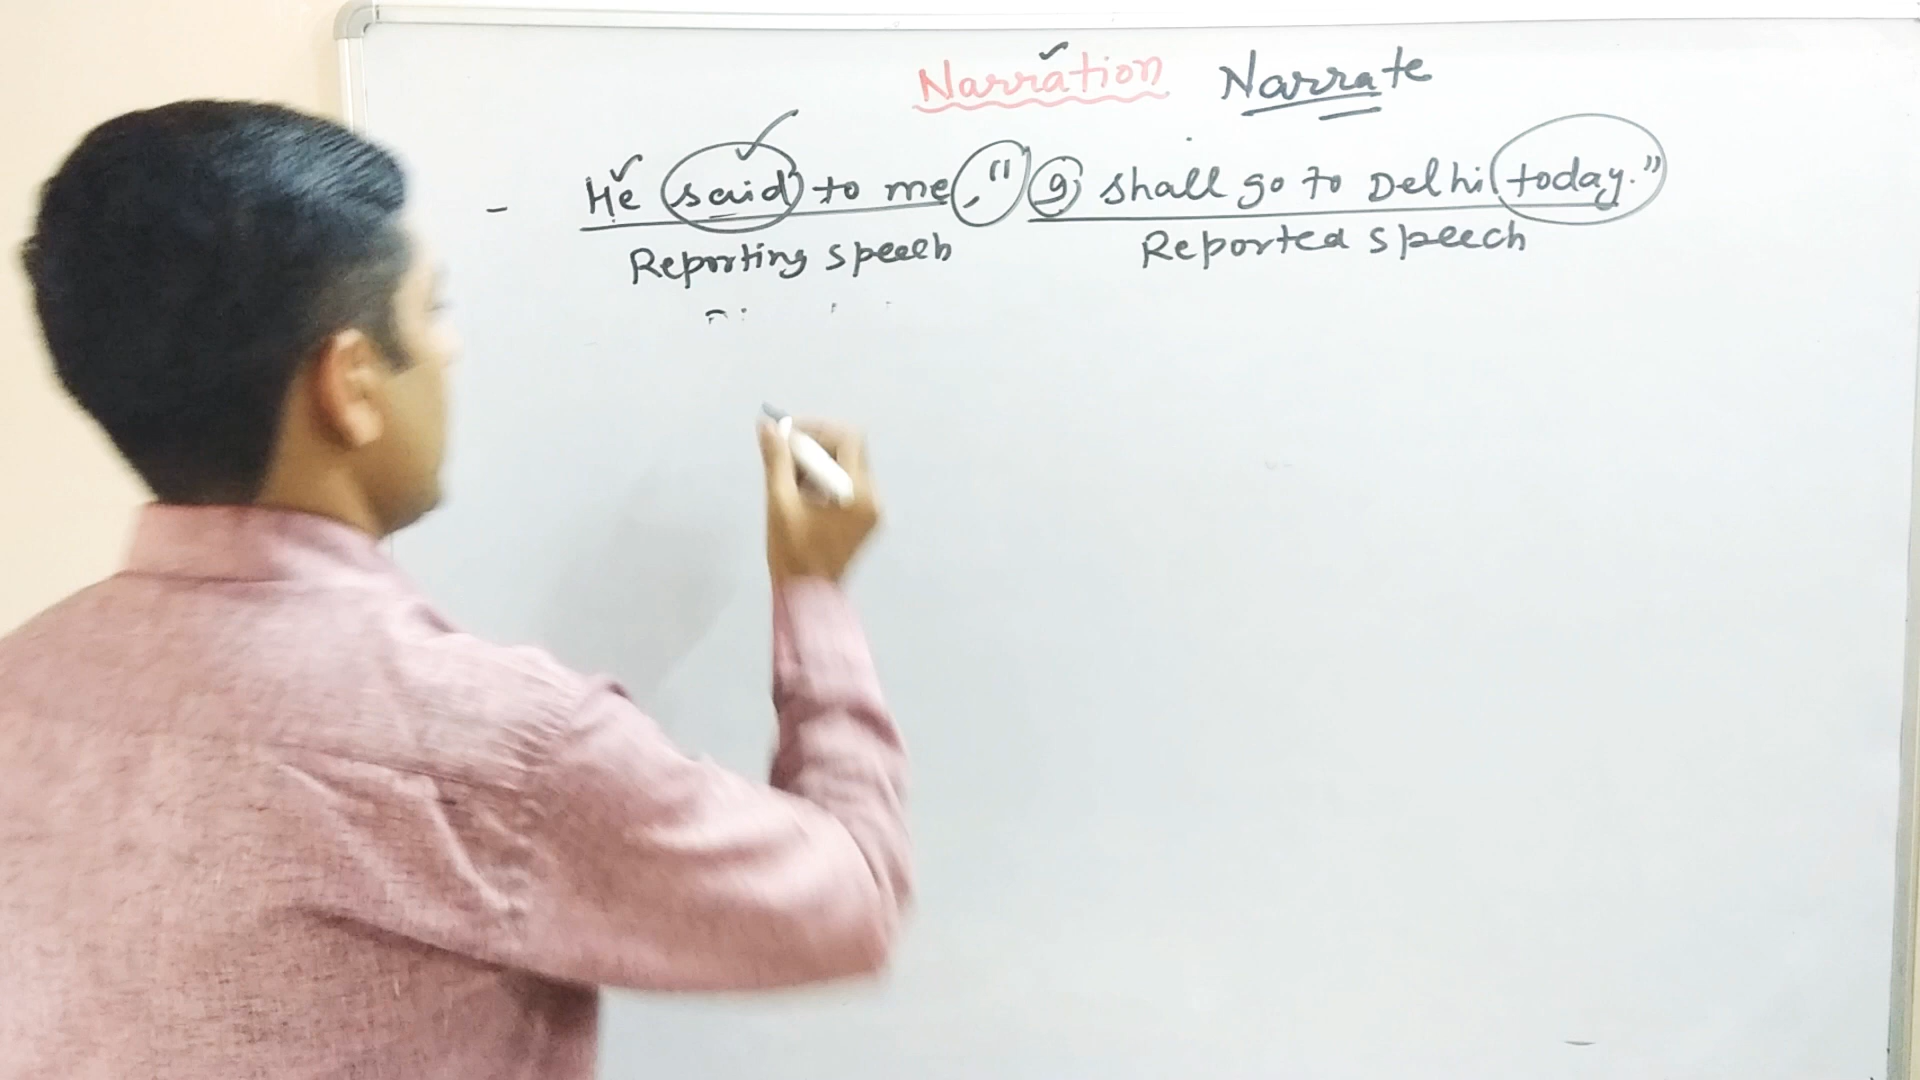 Narration Narrate
- He said to me, "I shall go to Delhi today."
Reporting speech Reported speech